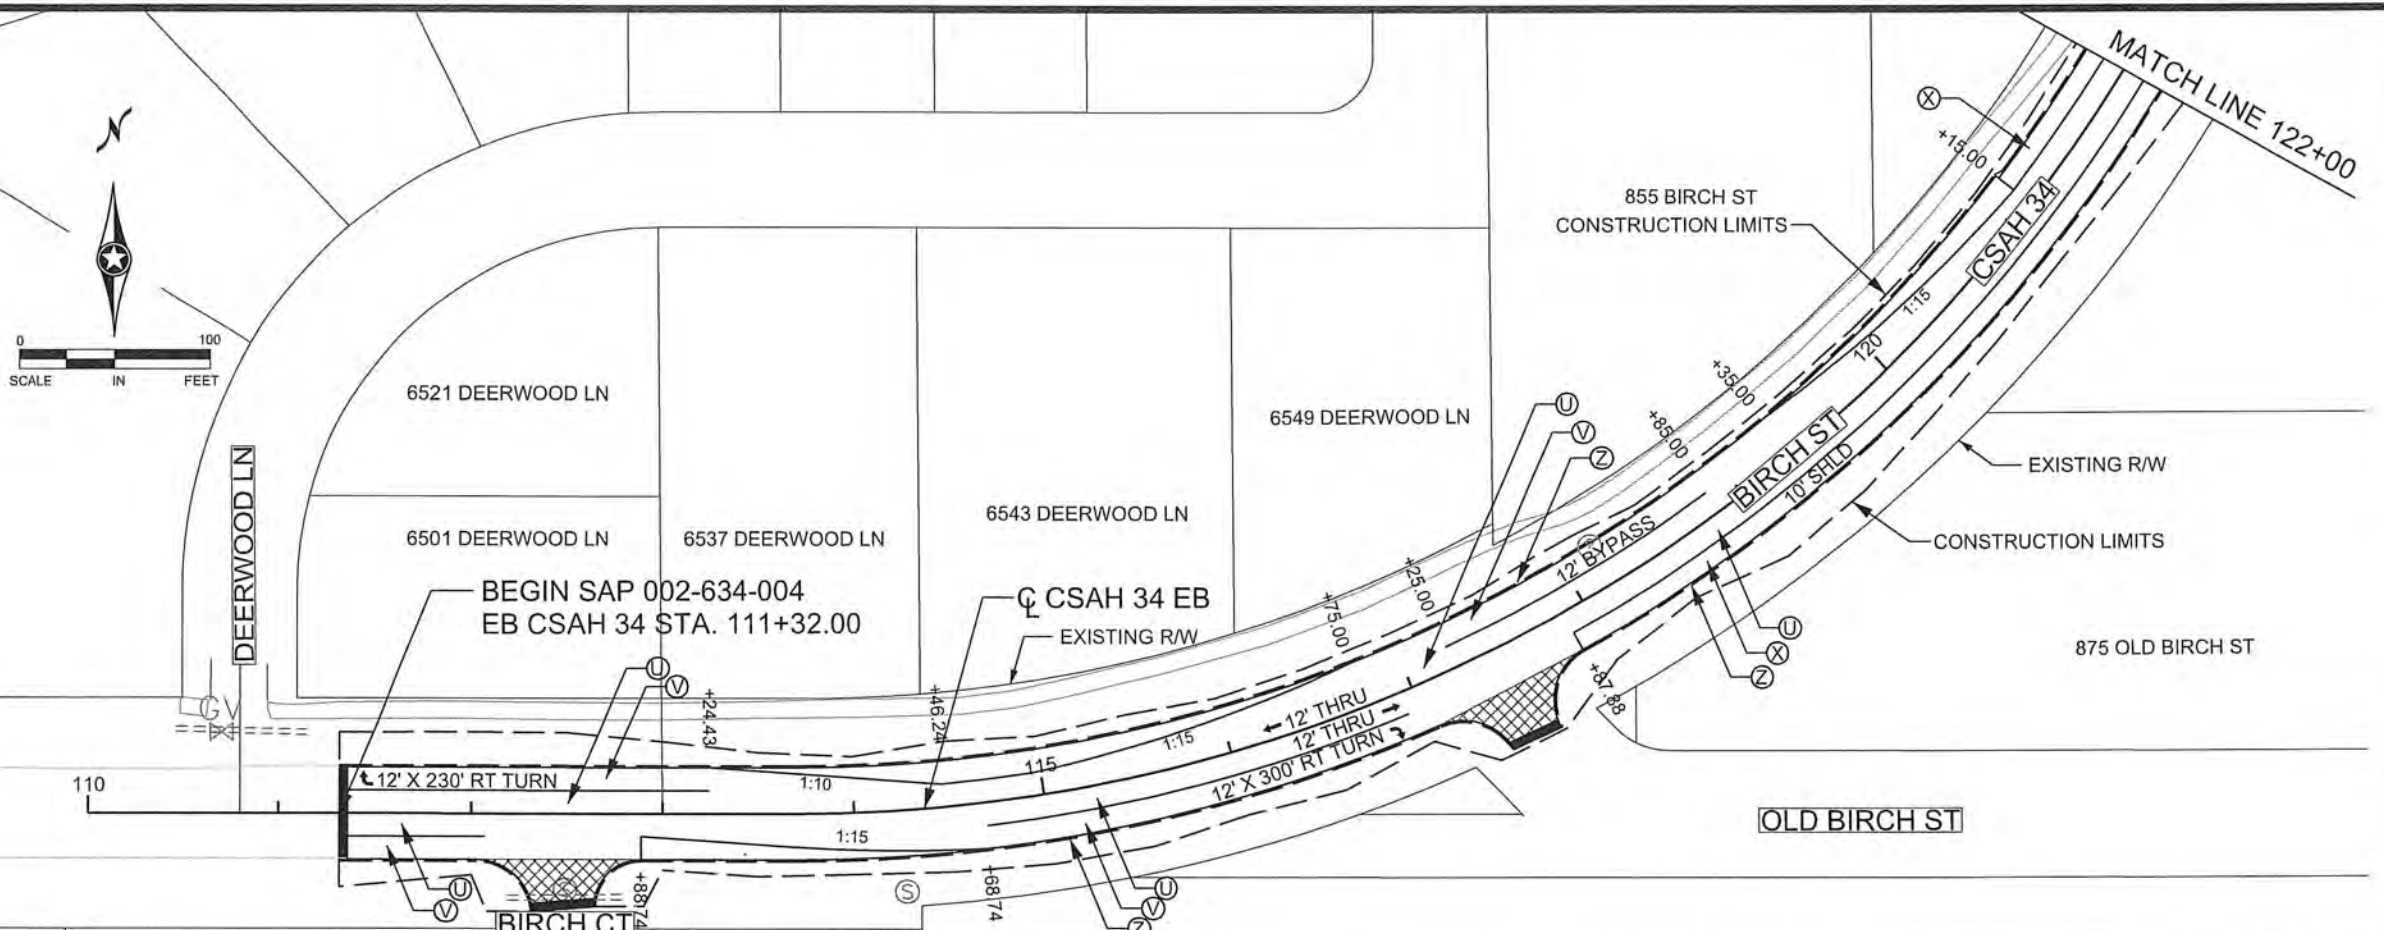 MATCH LINE 122+00
N
X
+15.00
855 BIRCH ST
CONSTRUCTION LIMITS
CSAH 34
1:15
0 100
SCALE IN FEET
120
+35.00
+85.00
6521 DEERWOOD LN
6549 DEERWOOD LN
U
V
Z
BIRCH ST
10' SHLD
EXISTING R/W
CONSTRUCTION LIMITS
DEERWOOD LN
6501 DEERWOOD LN
6537 DEERWOOD LN
6543 DEERWOOD LN
12' BYPASS
+25.00
+75.00
BEGIN SAP 002-634-004
EB CSAH 34 STA. 111+32.00
CL CSAH 34 EB
EXISTING R/W
U
X
Z
875 OLD BIRCH ST
U
V
GV
+24.43
+46.24
+87.88
12' THRU
12' THRU
12' X 300' RT TURN
1:15
115
110
12' X 230' RT TURN
1:10
1:15
OLD BIRCH ST
U
V
S
+88.74
S
+68.74
U
V
Z
BIRCH CT